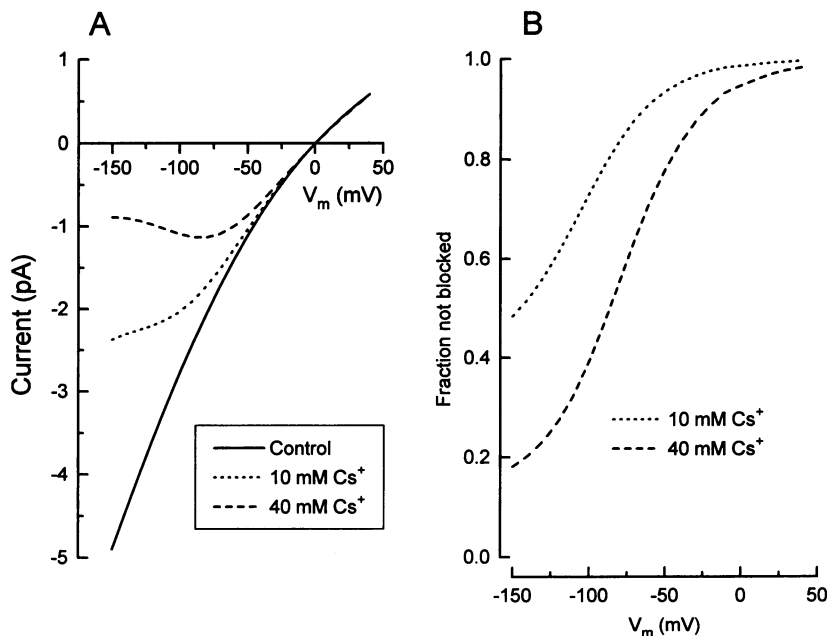 A
1
0
-150 -100 -50 0 50
V_m (mV)
-1
-2
-3
-4
-5
Current (pA)
Control
10 mM Cs⁺
40 mM Cs⁺
B
1.0
0.8
0.6
0.4
0.2
0.0
Fraction not blocked
10 mM Cs⁺
40 mM Cs⁺
-150 -100 -50 0 50
V_m (mV)